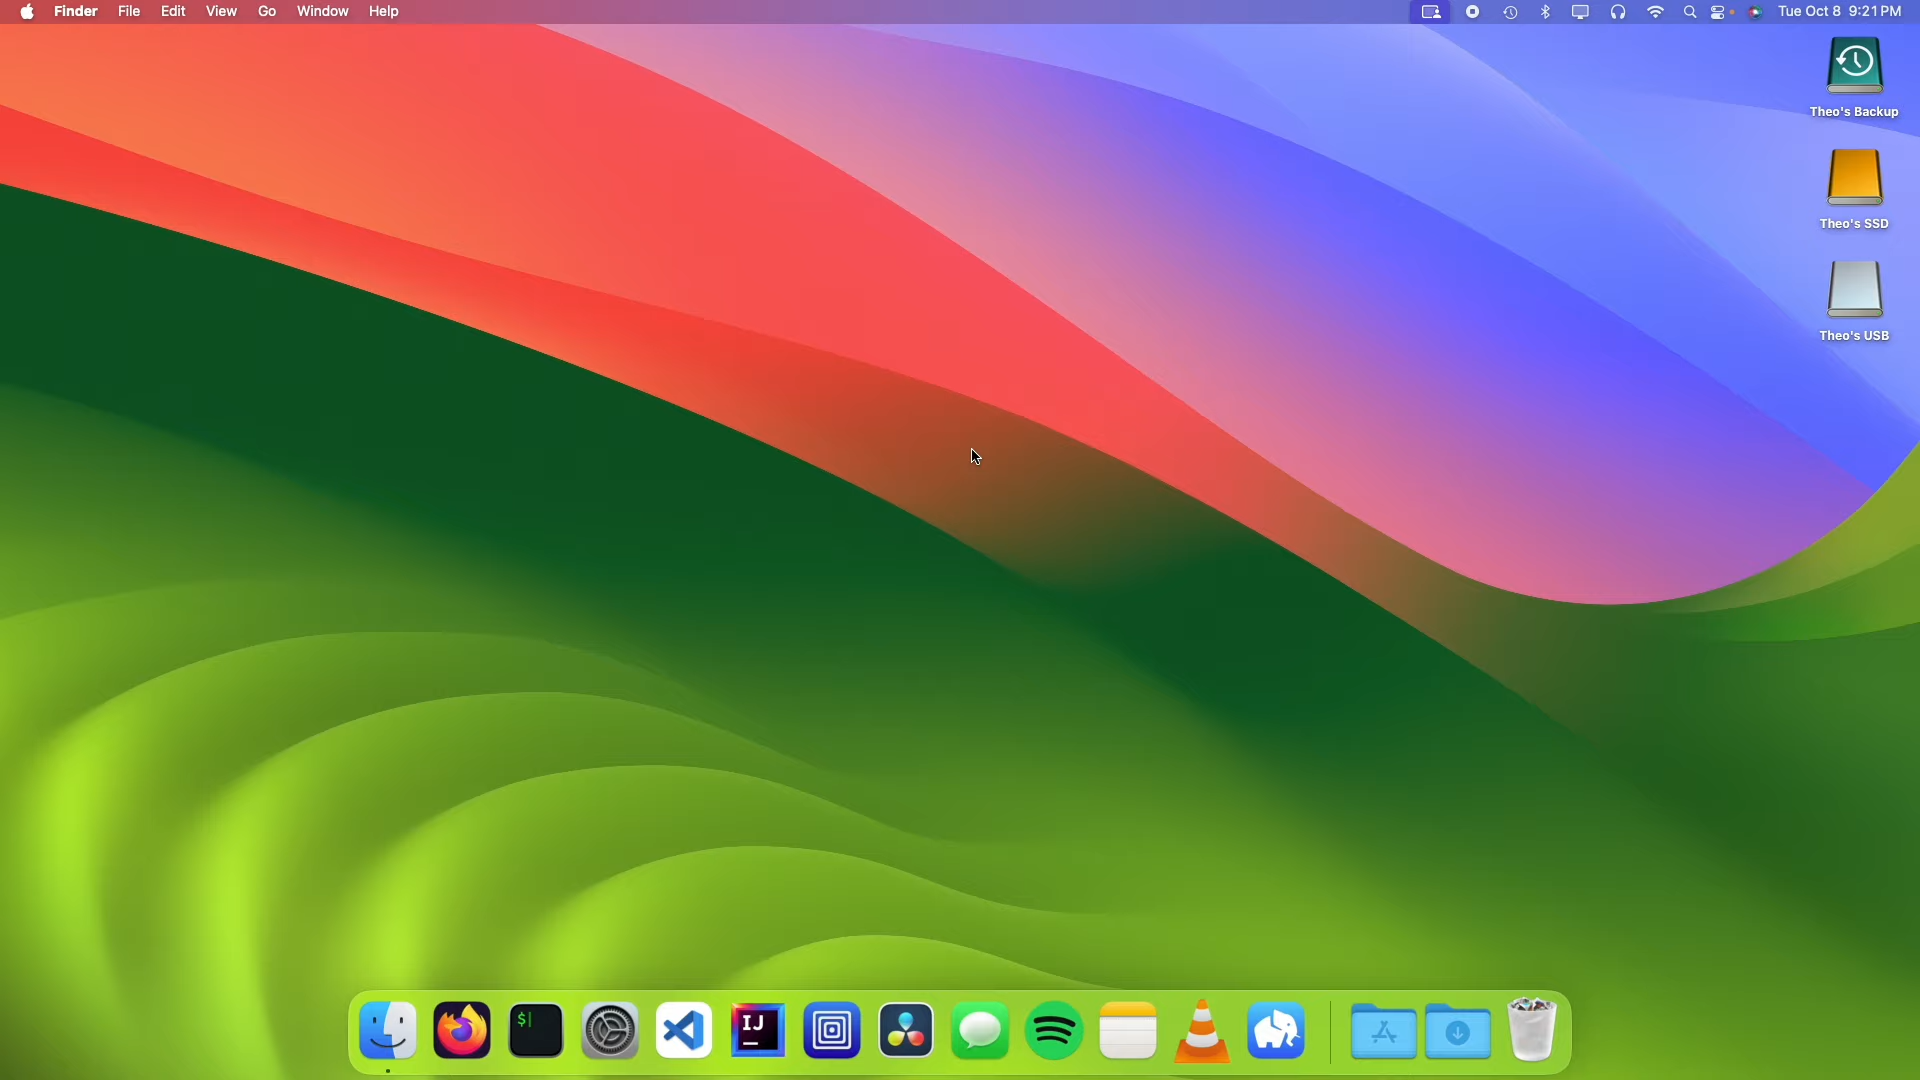 Finder File Edit View Go Window Help Tue Oct 8 9:21 PM
Theo's Backup
Theo's SSD
Theo's USB
$
IJ